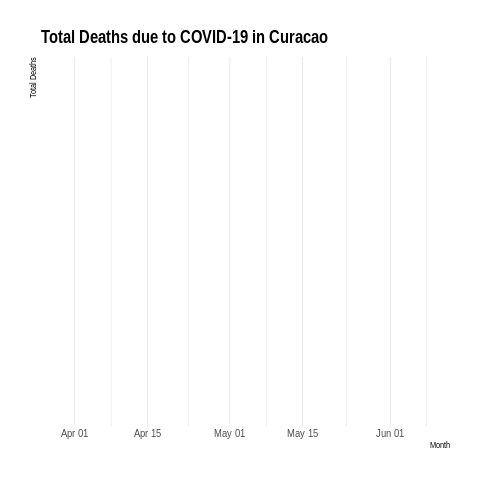 Total Deaths due to COVID-19 in Curacao
Total Deaths
Apr 01 Apr 15 May 01 May 15 Jun 01
Month